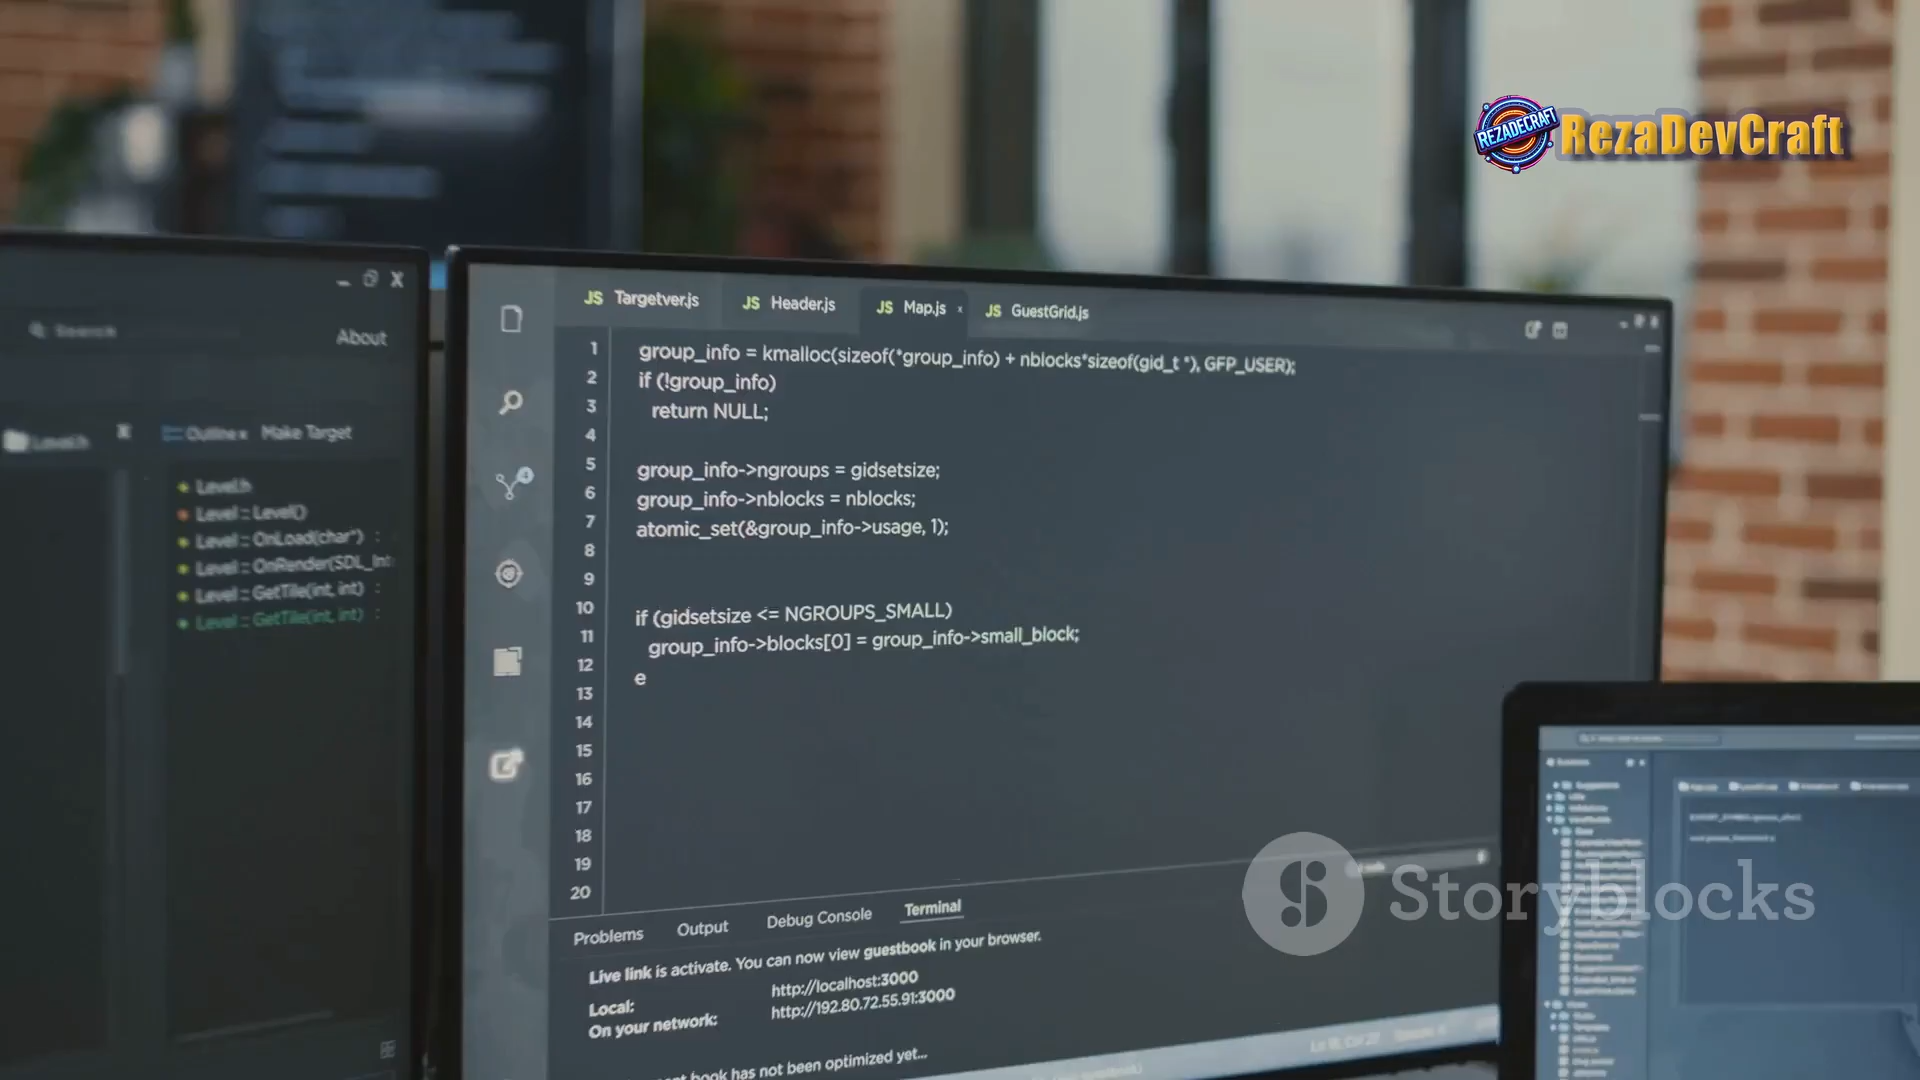 REZADECRAFT
RezaDevCraft
Search
About
Level.h
Outline x Make Target
Level.h
Level :: Level()
Level :: OnLoad(char*) :
Level :: OnRender(SDL_Int
Level :: GetTile(int, int) :
Level :: GetTile(int, int) :
JS Targetver.js
JS Header.js
JS Map.js x
JS GuestGrid.js
4
1 group_info = kmalloc(sizeof(*group_info) + nblocks*sizeof(gid_t *), GFP_USER);
2 if (!group_info)
3 return NULL;
4
5 group_info->ngroups = gidsetsize;
6 group_info->nblocks = nblocks;
7 atomic_set(&group_info->usage, 1);
8
9
10 if (gidsetsize <= NGROUPS_SMALL)
11 group_info->blocks[0] = group_info->small_block;
12 e
13
14
15
16
17
18
19
20
Problems
Output
Debug Console
Terminal
Live link is activate. You can now view guestbook in your browser.
Local: http://localhost:3000
On your network: http://192.80.72.55.91:3000
book has not been optimized yet...
Storyblocks